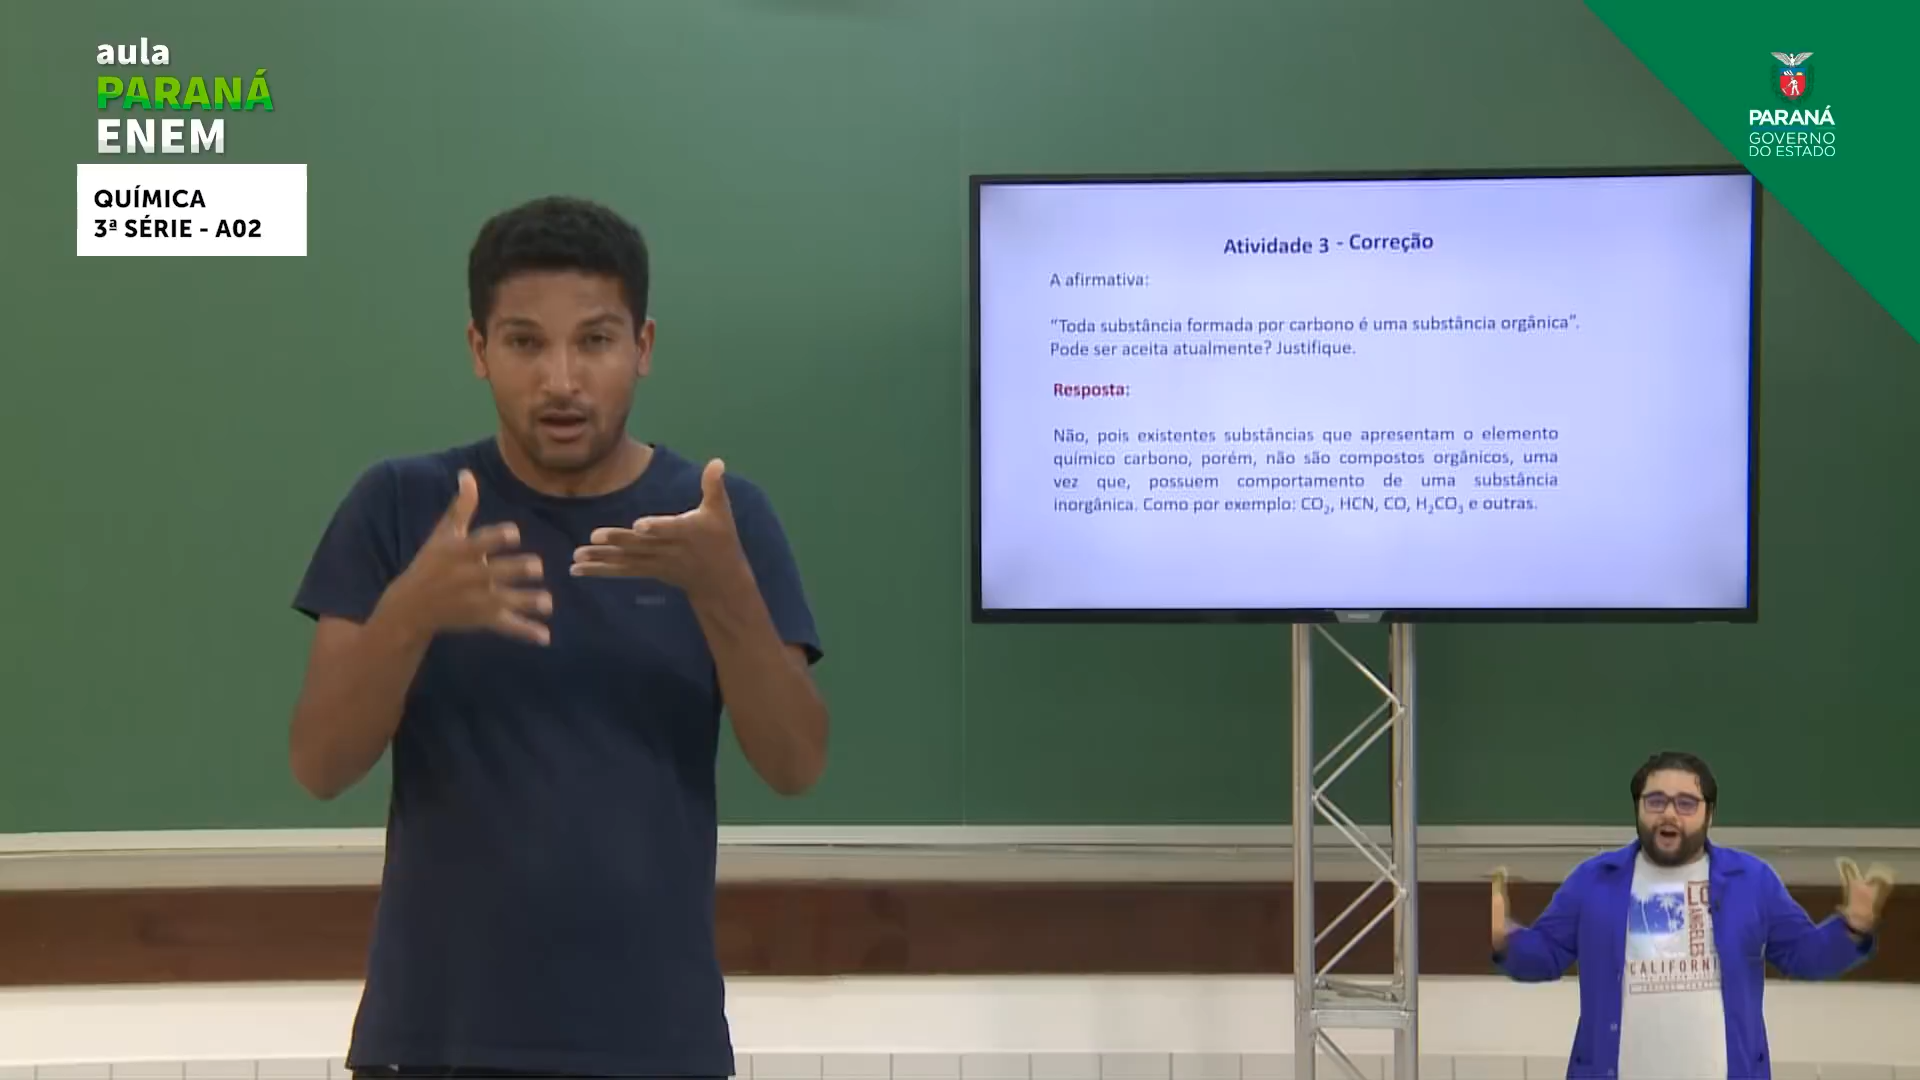 aula
PARANÁ
ENEM
QUÍMICA
3ª SÉRIE - A02
PARANÁ
GOVERNO
DO ESTADO
Atividade 3 - Correção
A afirmativa:
“Toda substância formada por carbono é uma substância orgânica”.
Pode ser aceita atualmente? Justifique.
Resposta:
Não, pois existentes substâncias que apresentam o elemento
químico carbono, porém, não são compostos orgânicos, uma
vez que, possuem comportamento de uma substância
inorgânica. Como por exemplo: CO₂, HCN, CO, H₂CO₃ e outras.
LOS
ANGELES
CALIFORNI